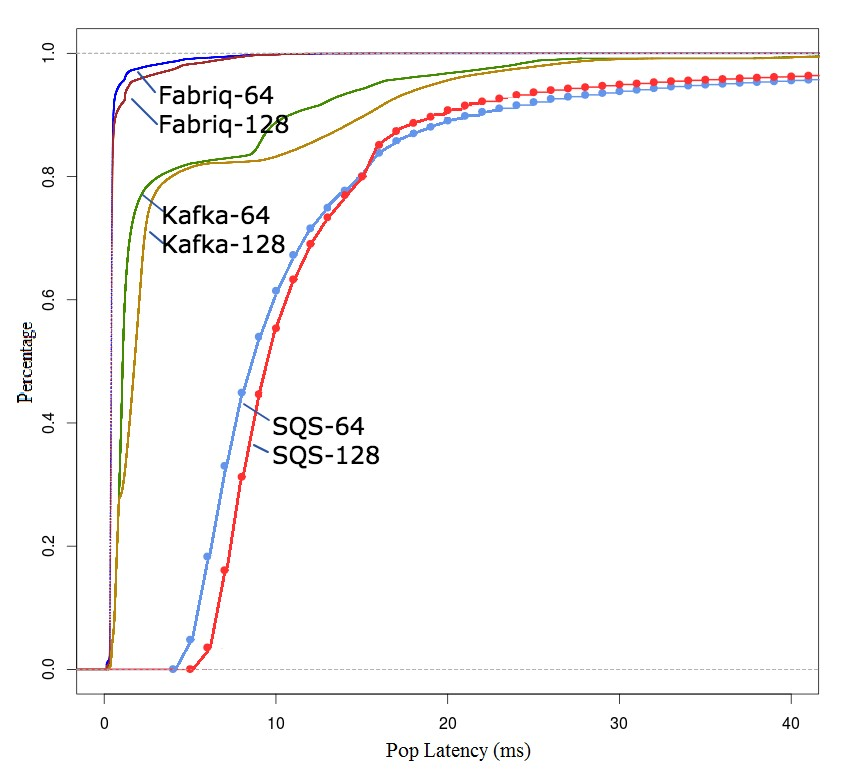 1.0
0.8
0.6
0.4
0.2
0.0
Percentage
Fabriq-64
Fabriq-128
Kafka-64
Kafka-128
SQS-64
SQS-128
0 10 20 30 40
Pop Latency (ms)